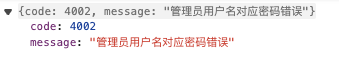 {code: 4002, message: "管理员用户名对应密码错误"}
code: 4002
message: "管理员用户名对应密码错误"